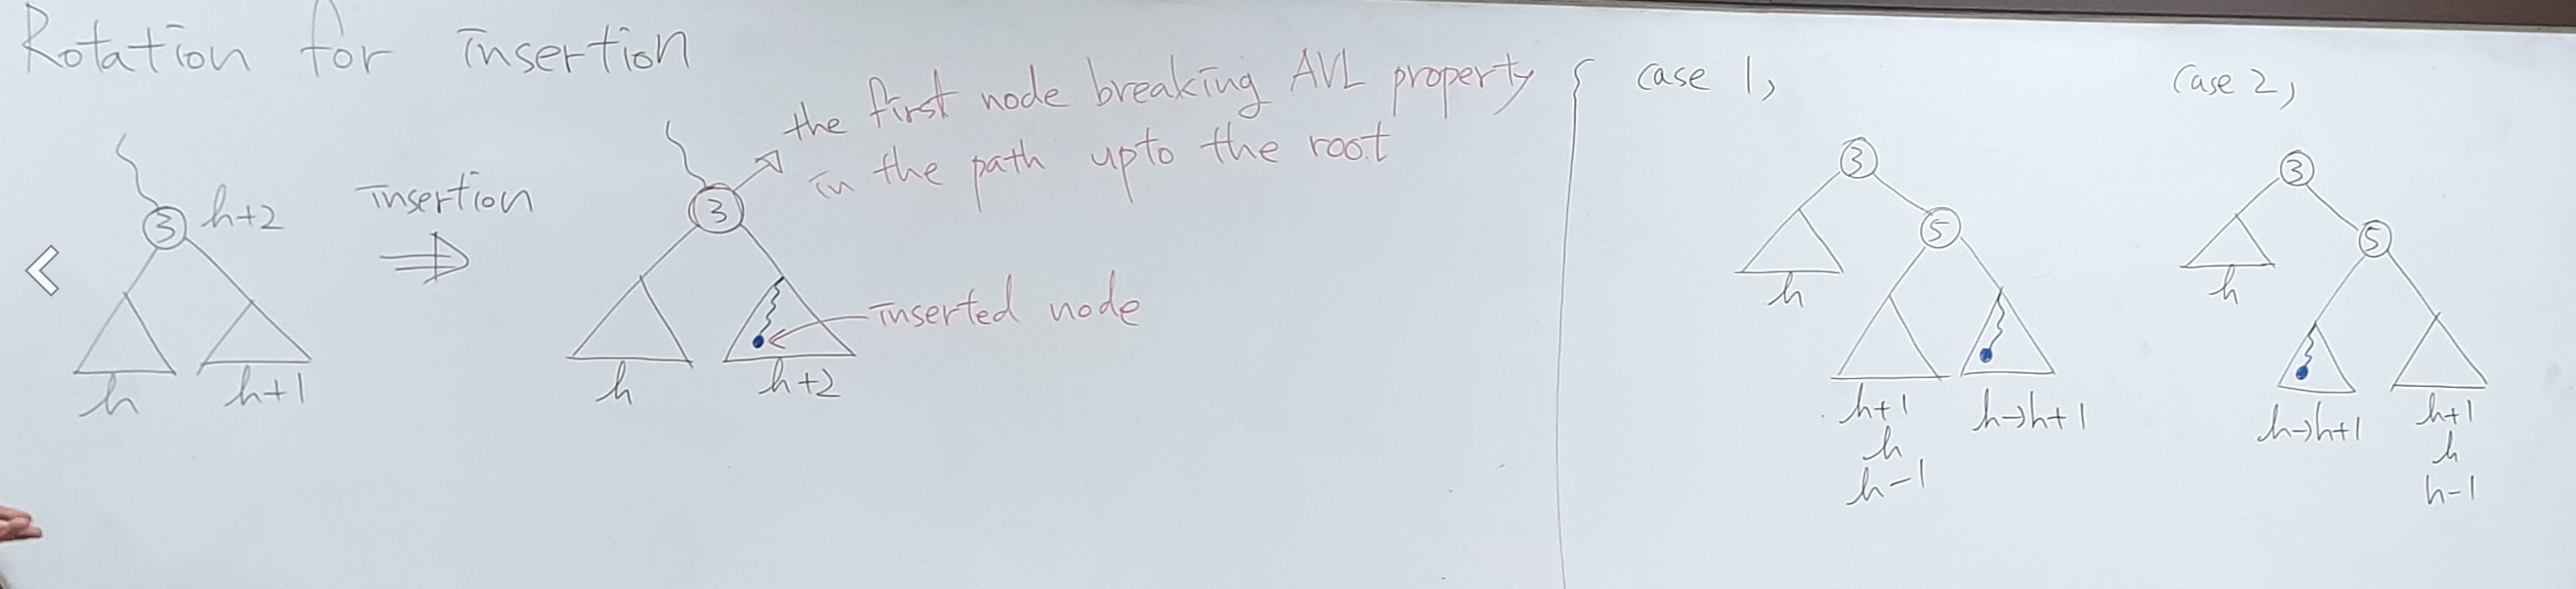 Rotation for insertion
the first node breaking AVL property
in the path upto the root
3 h+2
insertion
⇒
3
inserted node
h
h+1
h
h+2
case 1,
3
5
h
h+1
h
h-1
h→h+1
Case 2,
3
5
h
h→h+1
h+1
h
h-1